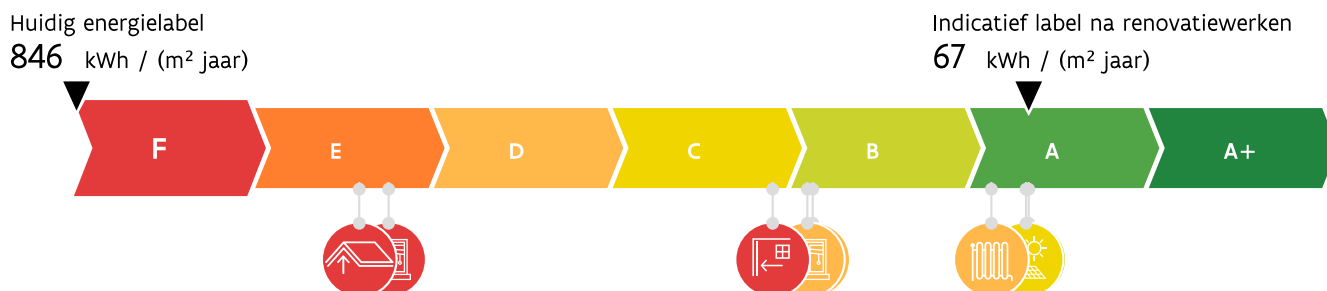 Huidig energielabel
846 kWh / (m² jaar)
Indicatief label na renovatiewerken
67 kWh / (m² jaar)
F E D C B A A+